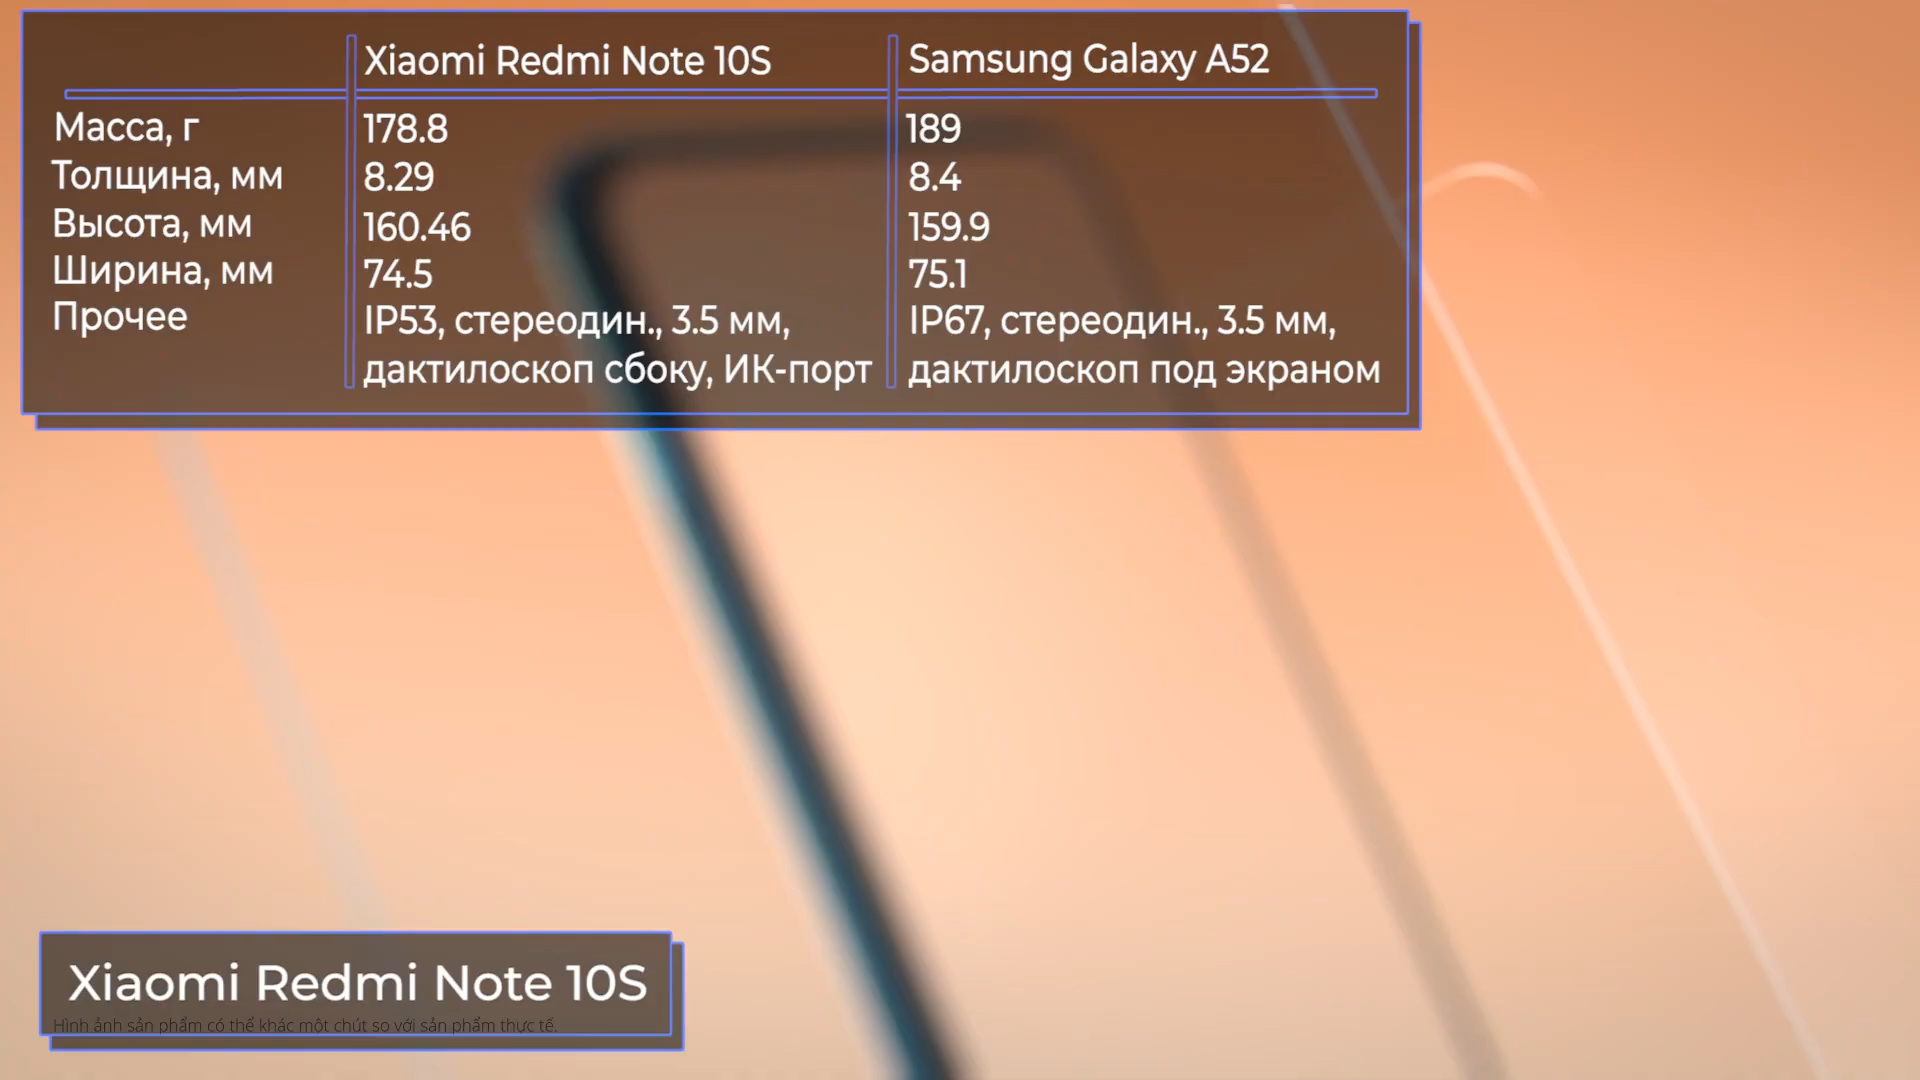 Xiaomi Redmi Note 10S Samsung Galaxy A52
Масса, г 178.8 189
Толщина, мм 8.29 8.4
Высота, мм 160.46 159.9
Ширина, мм 74.5 75.1
Прочее IP53, стереодин., 3.5 мм, IP67, стереодин., 3.5 мм,
дактилоскоп сбоку, ИК-порт дактилоскоп под экраном
Xiaomi Redmi Note 10S
Hình ảnh sản phẩm có thể khác một chút so với sản phẩm thực tế.